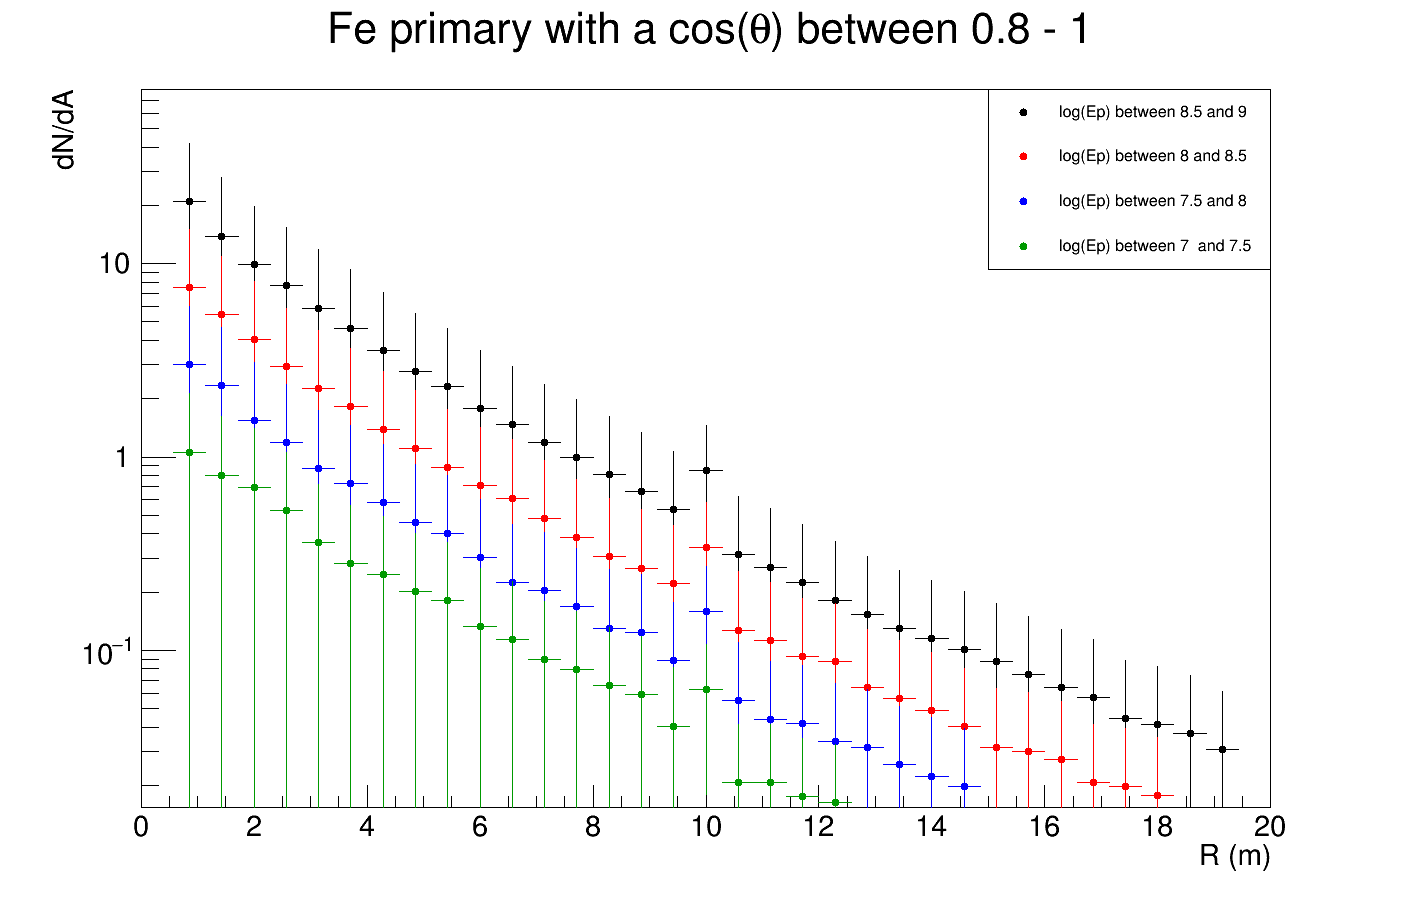 Fe primary with a cos(θ) between 0.8 - 1
dN/dA
log(Ep) between 8.5 and 9
log(Ep) between 8 and 8.5
log(Ep) between 7.5 and 8
log(Ep) between 7  and 7.5
10
1
10⁻¹
0 2 4 6 8 10 12 14 16 18 20
R (m)